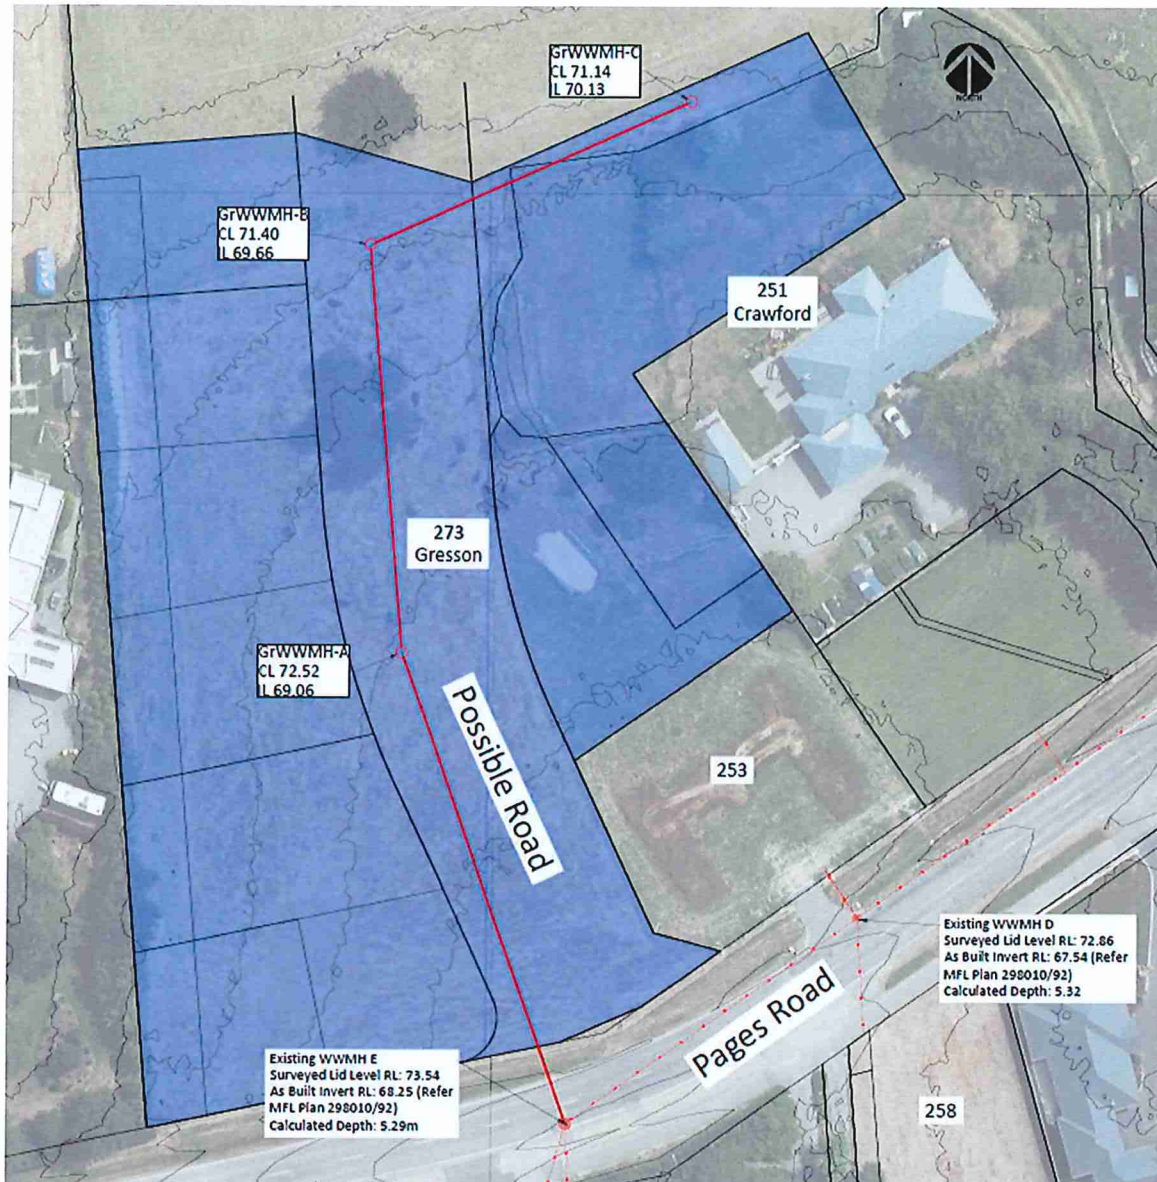 GrWWMH-C
CL 71.14
IL 70.13
NORTH
GrWWMH-B
CL 71.40
IL 69.66
251
Crawford
273
Gresson
GrWWMH-A
CL 72.52
IL 69.06
Possible Road
253
Existing WWMH D
Surveyed Lid Level RL: 72.86
As Built Invert RL: 67.54 (Refer
MFL Plan 298010/92)
Calculated Depth: 5.32
Pages Road
Existing WWMH E
Surveyed Lid Level RL: 73.54
As Built Invert RL: 68.25 (Refer
MFL Plan 298010/92)
Calculated Depth: 5.29m
258